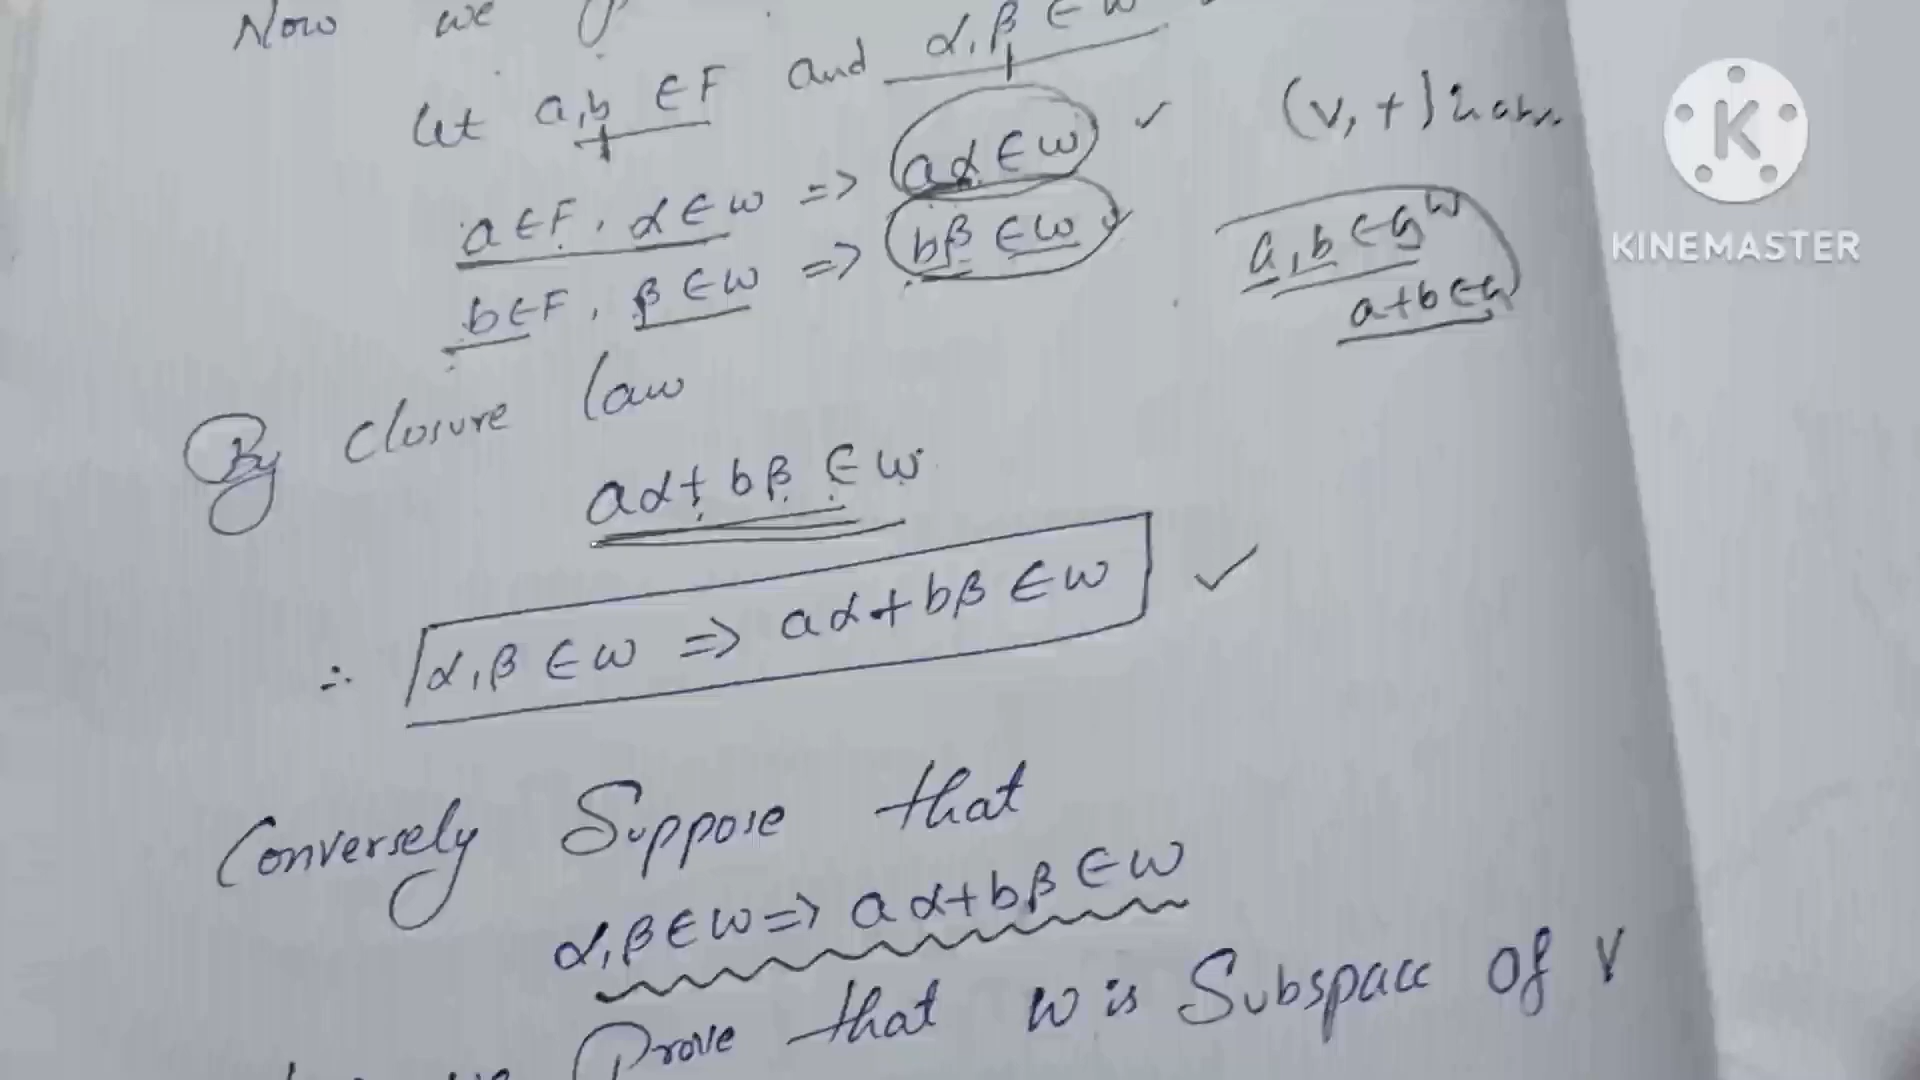 Now we
let a,b ∈ F and α,β ∈ W
a ∈ F, α ∈ W => aα ∈ W ✓
b ∈ F, β ∈ W => bβ ∈ W
(V, +)
a,b ∈ G W
a+b ∈ G
By Closure law
aα + bβ ∈ W
∴ α,β ∈ W => aα + bβ ∈ W ✓
Conversely Suppose that
α,β ∈ W => aα + bβ ∈ W
Prove that W is Subspace Of V
K
KINEMASTER